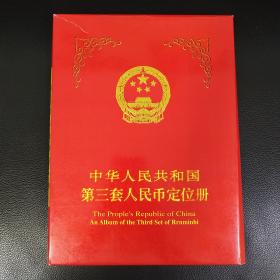 中华人民共和国
第三套人民币定位册
The People's Republic of China
An Album of the Third Set of Rrnminbi